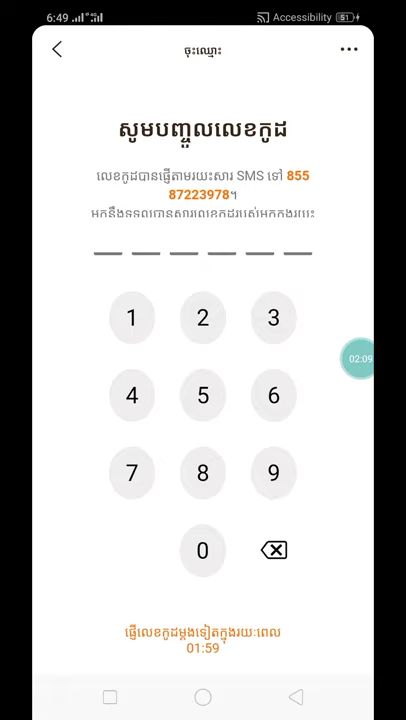 6:49
4G
Accessibility 51
ចុះឈ្មោះ
សូមបញ្ចូលលេខកូដ
លេខកូដបានផ្ញើតាមរយះសារ SMS ទៅ 855
87223978។
1 2 3
02:09
4 5 6
7 8 9
0
ផ្ញើលេខកូដម្ដងទៀតក្នុងរយៈពេល
01:59